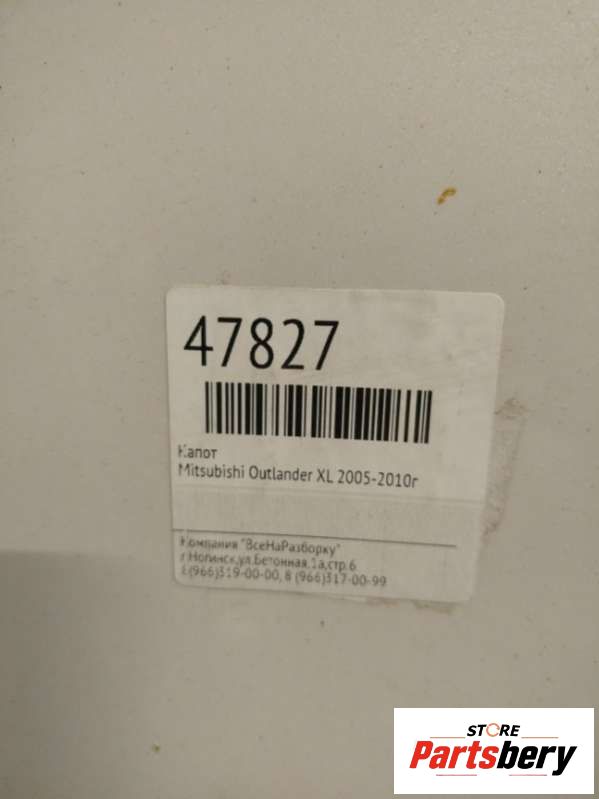 47827
Капот
Mitsubishi Outlander XL 2005-2010г
Компания "ВсеНаРазборку"
г.Ногинск,ул.Бетонная,1а,стр.6
8(966)319-00-00, 8 (966)317-00-99
STORE
Partsbery